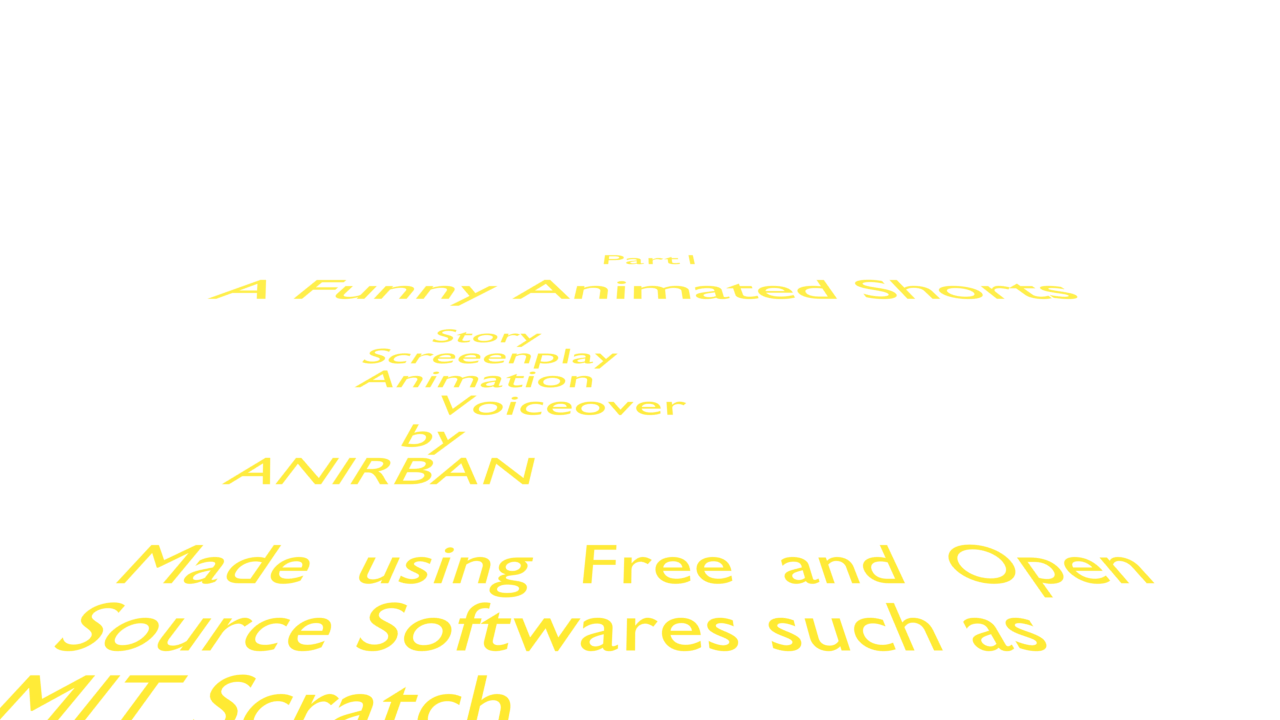 Part I
A Funny Animated Shorts
Story
Screeenplay
Animation
Voiceover
by
ANIRBAN
Made using Free and Open
Source Softwares such as
MIT Scratch